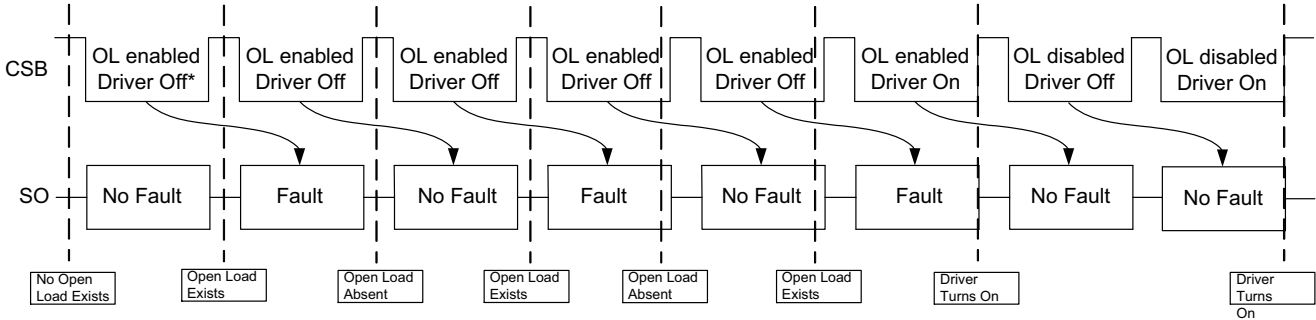 CSB
OL enabled
Driver Off*
OL enabled
Driver Off
OL enabled
Driver Off
OL enabled
Driver Off
OL enabled
Driver Off
OL enabled
Driver On
OL disabled
Driver Off
OL disabled
Driver On
SO
No Fault
Fault
No Fault
Fault
No Fault
Fault
No Fault
No Fault
No Open
Load Exists
Open Load
Exists
Open Load
Absent
Open Load
Exists
Open Load
Absent
Open Load
Exists
Driver
Turns On
Driver
Turns
On